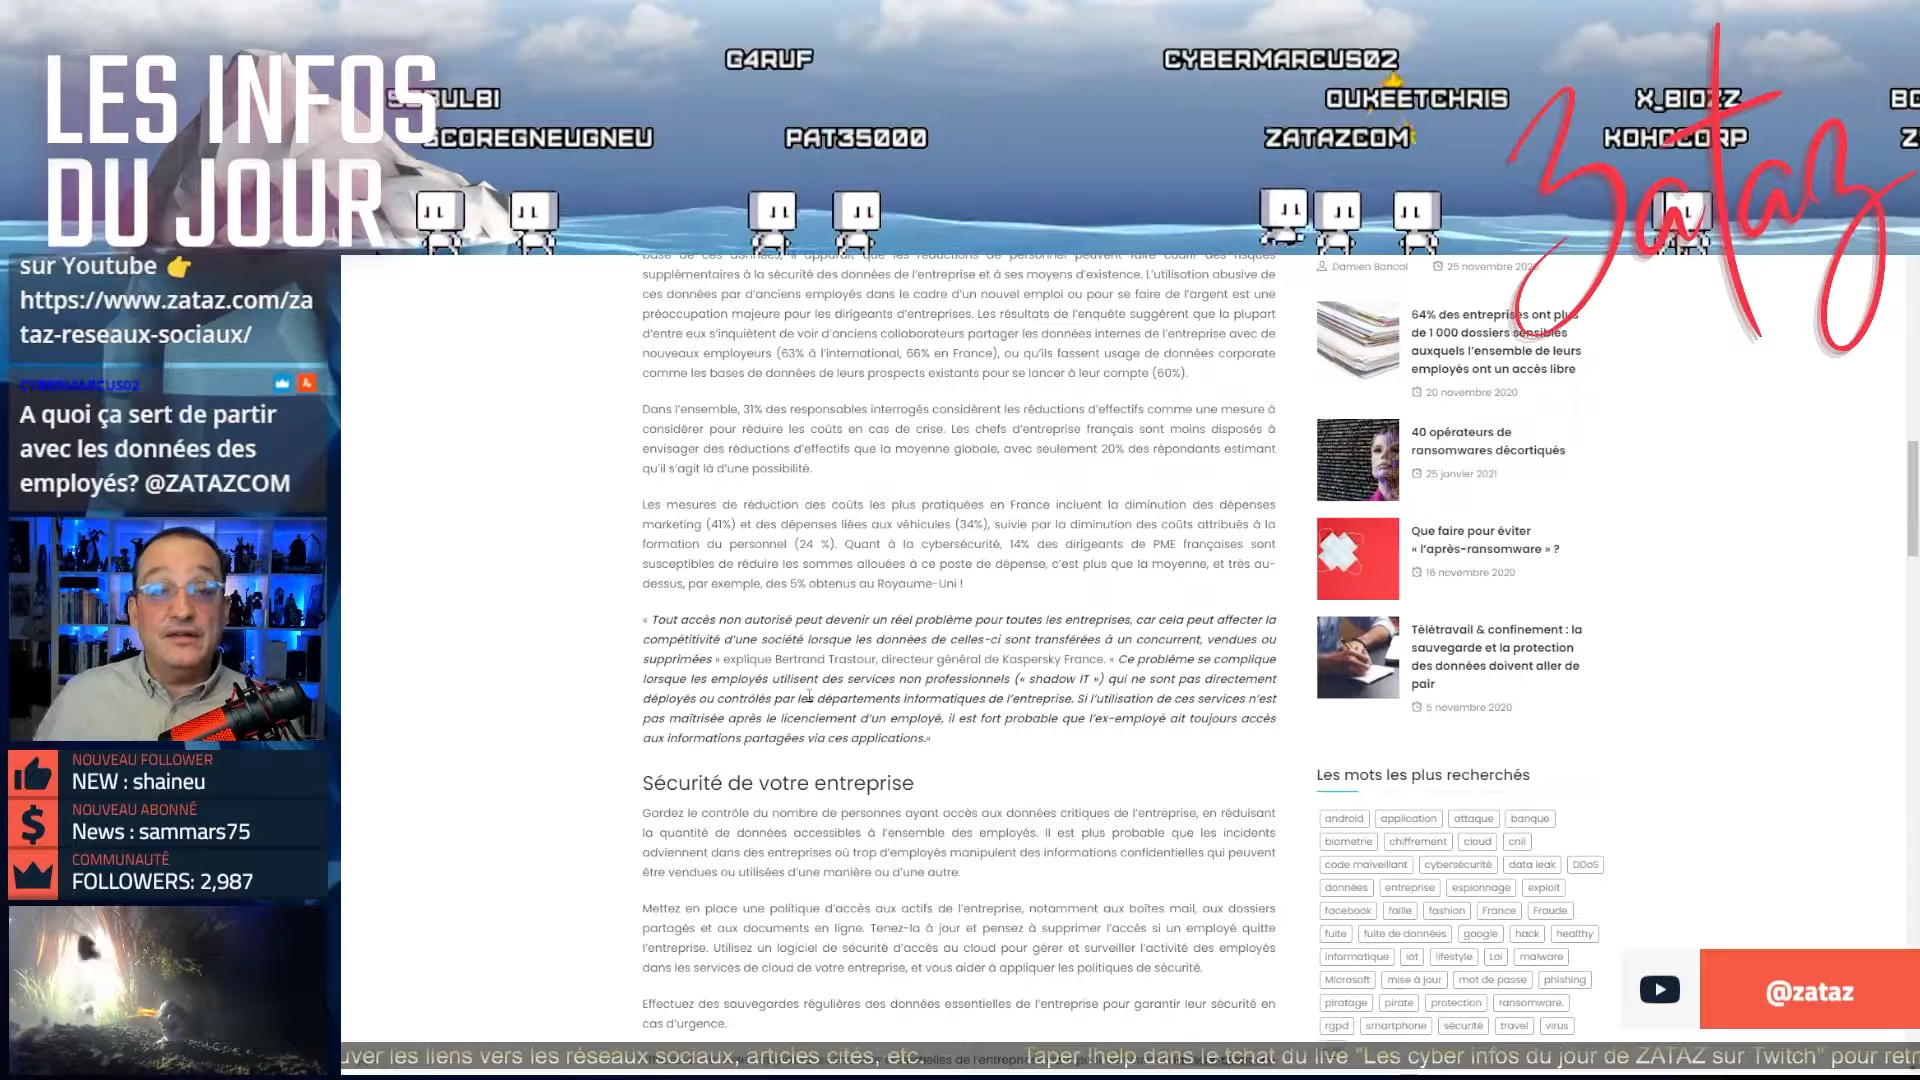 LES INFOS
DU JOUR
G4RUF
CYBERMARCUS02
OUKEETCHRIS
X_BIOZZ
SCOREGNEUGNEU
PAT35000
ZATAZCOM
KOHOCORP
Zataz
sur Youtube 👉
https://www.zataz.com/za
taz-reseaux-sociaux/
CYBERMARCUS02
A quoi ça sert de partir
avec les données des
employés? @ZATAZCOM
NOUVEAU FOLLOWER
NEW : shaineu
NOUVEAU ABONNÉ
News : sammars75
COMMUNAUTÉ
FOLLOWERS: 2,987
base de ces données, il apparaît que les réductions de personnel peuvent faire courir des risques
supplémentaires à la sécurité des données de l'entreprise et à ses moyens d'existence. L'utilisation abusive de
ces données par d'anciens employés dans le cadre d'un nouvel emploi ou pour se faire de l'argent est une
préoccupation majeure pour les dirigeants d'entreprises. Les résultats de l'enquête suggèrent que la plupart
d'entre eux s'inquiètent de voir d'anciens collaborateurs partager les données internes de l'entreprise avec de
nouveaux employeurs (63% à l'international, 66% en France), ou qu'ils fassent usage de données corporate
comme les bases de données de leurs prospects existants pour se lancer à leur compte (60%).
Dans l'ensemble, 31% des responsables interrogés considèrent les réductions d'effectifs comme une mesure à
considérer pour réduire les coûts en cas de crise. Les chefs d'entreprise français sont moins disposés à
envisager des réductions d'effectifs que la moyenne globale, avec seulement 20% des répondants estimant
qu'il s'agit là d'une possibilité.
Les mesures de réduction des coûts les plus pratiquées en France incluent la diminution des dépenses
marketing (41%) et des dépenses liées aux véhicules (34%), suivie par la diminution des coûts attribués à la
formation du personnel (24 %). Quant à la cybersécurité, 14% des dirigeants de PME françaises sont
susceptibles de réduire les sommes allouées à ce poste de dépense, c'est plus que la moyenne, et très au-
dessus, par exemple, des 5% obtenus au Royaume-Uni !
« Tout accès non autorisé peut devenir un réel problème pour toutes les entreprises, car cela peut affecter la
compétitivité d'une société lorsque les données de celles-ci sont transférées à un concurrent, vendues ou
supprimées » explique Bertrand Trastour, directeur général de Kaspersky France. « Ce problème se complique
lorsque les employés utilisent des services non professionnels (« shadow IT ») qui ne sont pas directement
déployés ou contrôlés par les départements informatiques de l'entreprise. Si l'utilisation de ces services n'est
pas maîtrisée après le licenciement d'un employé, il est fort probable que l'ex-employé ait toujours accès
aux informations partagées via ces applications.«
Sécurité de votre entreprise
Gardez le contrôle du nombre de personnes ayant accès aux données critiques de l'entreprise, en réduisant
la quantité de données accessibles à l'ensemble des employés. Il est plus probable que les incidents
adviennent dans des entreprises où trop d'employés manipulent des informations confidentielles qui peuvent
être vendues ou utilisées d'une manière ou d'une autre.
Mettez en place une politique d'accès aux actifs de l'entreprise, notamment aux boîtes mail, aux dossiers
partagés et aux documents en ligne. Tenez-la à jour et pensez à supprimer l'accès si un employé quitte
l'entreprise. Utilisez un logiciel de sécurité d'accès au cloud pour gérer et surveiller l'activité des employés
dans les services de cloud de votre entreprise, et vous aider à appliquer les politiques de sécurité.
Effectuez des sauvegardes régulières des données essentielles de l'entreprise pour garantir leur sécurité en
cas d'urgence.
Damien Bancal 25 novembre 2020
64% des entreprises ont plus
de 1 000 dossiers sensibles
auxquels l'ensemble de leurs
employés ont un accès libre
20 novembre 2020
40 opérateurs de
ransomwares décortiqués
25 janvier 2021
Que faire pour éviter
« l'après-ransomware » ?
16 novembre 2020
Télétravail & confinement : la
sauvegarde et la protection
des données doivent aller de
pair
5 novembre 2020
Les mots les plus recherchés
android application attaque banque
biometrie chiffrement cloud cnil
code malveillant cybersécurité data leak DDoS
données entreprise espionnage exploit
facebook faille fashion France Fraude
fuite fuite de données google hack healthy
informatique iot lifestyle Loi malware
Microsoft mise à jour mot de passe phishing
piratage pirate protection ransomware.
rgpd smartphone sécurité travel virus
@zataz
uver les liens vers les réseaux sociaux, articles cités, etc. Taper !help dans le tchat du live "Les cyber infos du jour de ZATAZ sur Twitch" pour retr